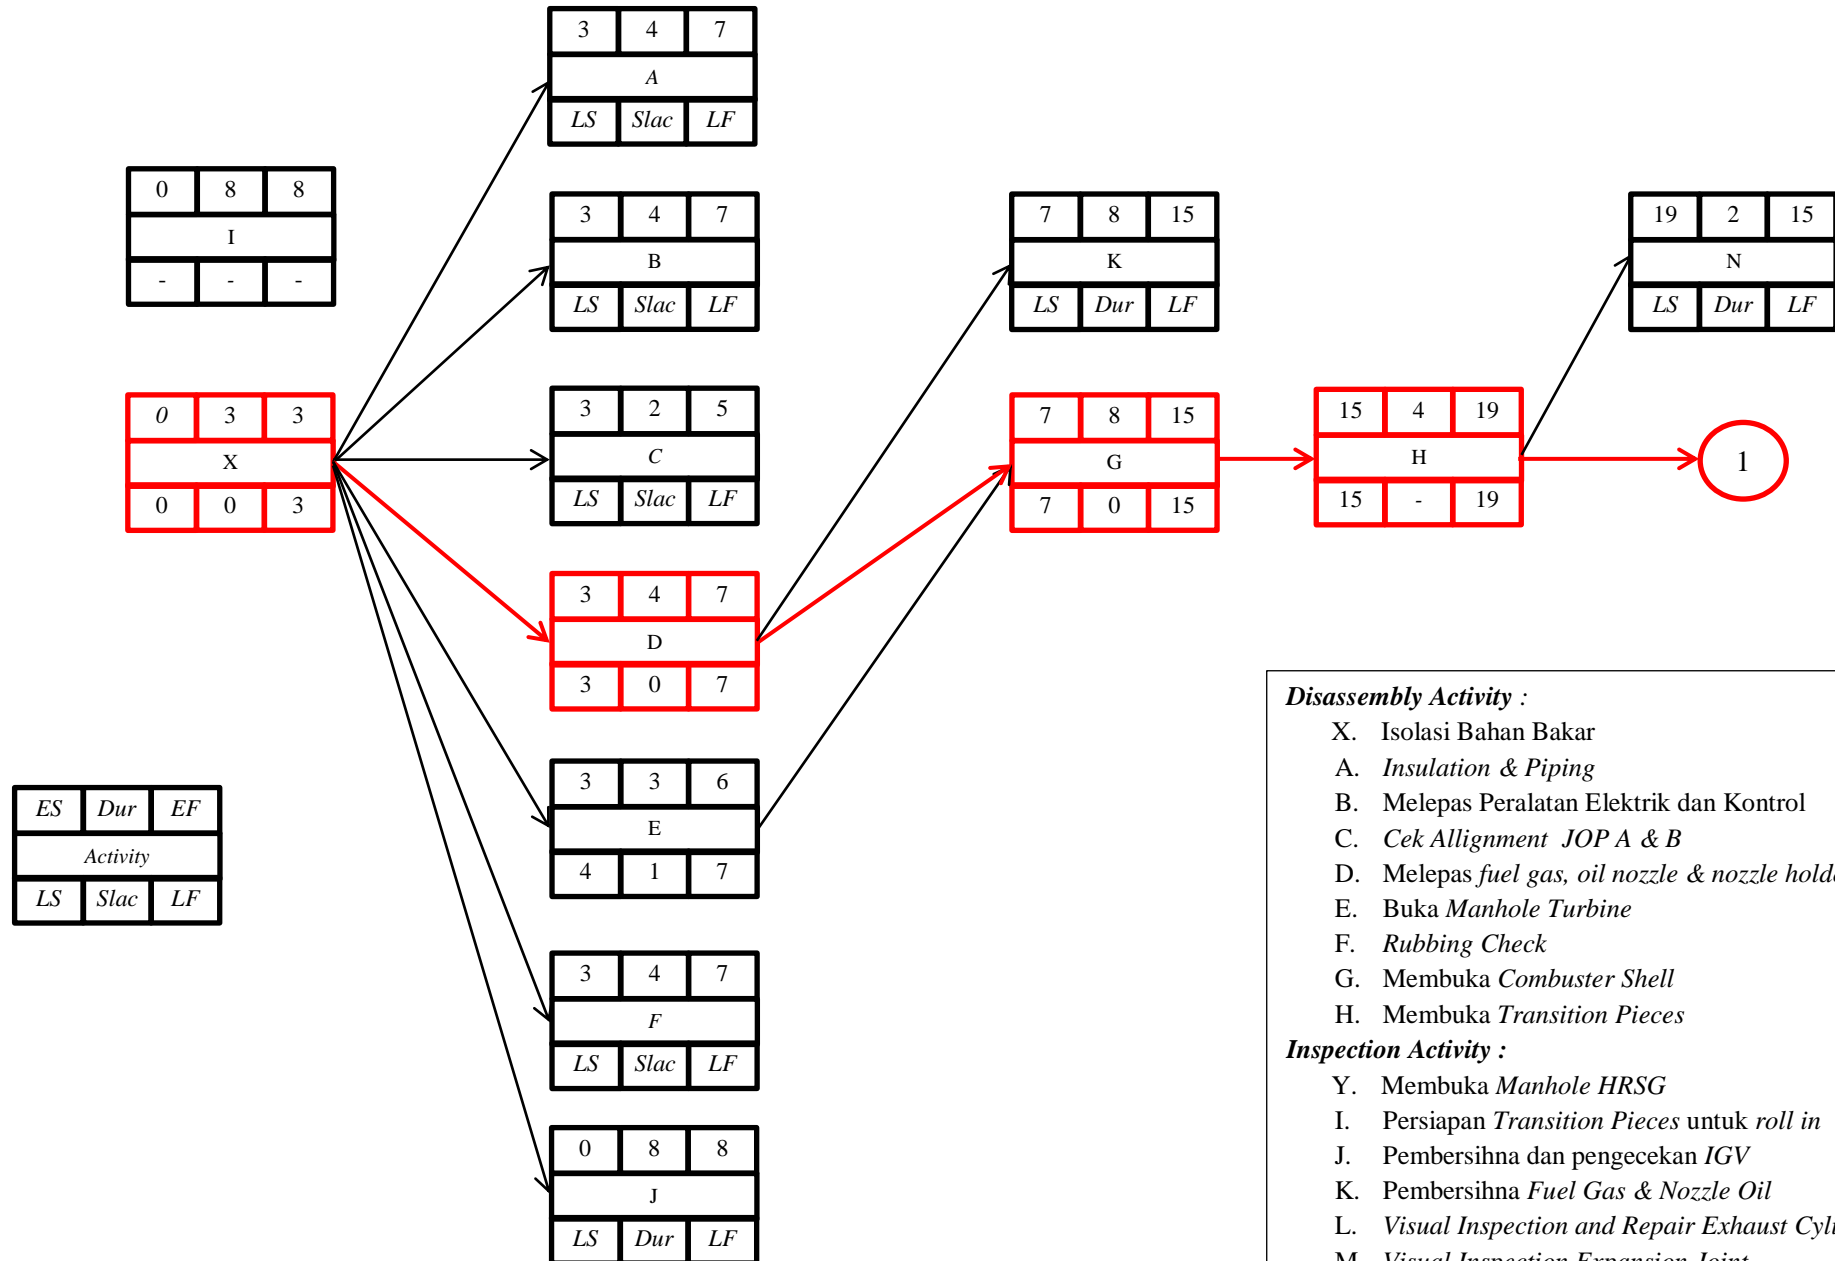 3 4 7
A
LS Slac LF
0 8 8
I
- - -
3 4 7
B
LS Slac LF
7 8 15
K
LS Dur LF
19 2 15
N
LS Dur LF
0 3 3
X
0 0 3
3 2 5
C
LS Slac LF
7 8 15
G
7 0 15
15 4 19
H
15 - 19
1
3 4 7
D
3 0 7
3 3 6
E
4 1 7
ES Dur EF
Activity
LS Slac LF
3 4 7
F
LS Slac LF
0 8 8
J
LS Dur LF
Disassembly Activity :
X. Isolasi Bahan Bakar
A. Insulation & Piping
B. Melepas Peralatan Elektrik dan Kontrol
C. Cek Allignment JOP A & B
D. Melepas fuel gas, oil nozzle & nozzle holde
E. Buka Manhole Turbine
F. Rubbing Check
G. Membuka Combuster Shell
H. Membuka Transition Pieces
Inspection Activity :
Y. Membuka Manhole HRSG
I. Persiapan Transition Pieces untuk roll in
J. Pembersihna dan pengecekan IGV
K. Pembersihna Fuel Gas & Nozzle Oil
L. Visual Inspection and Repair Exhaust Cyli
M. Visual Inspection Expansion Joint